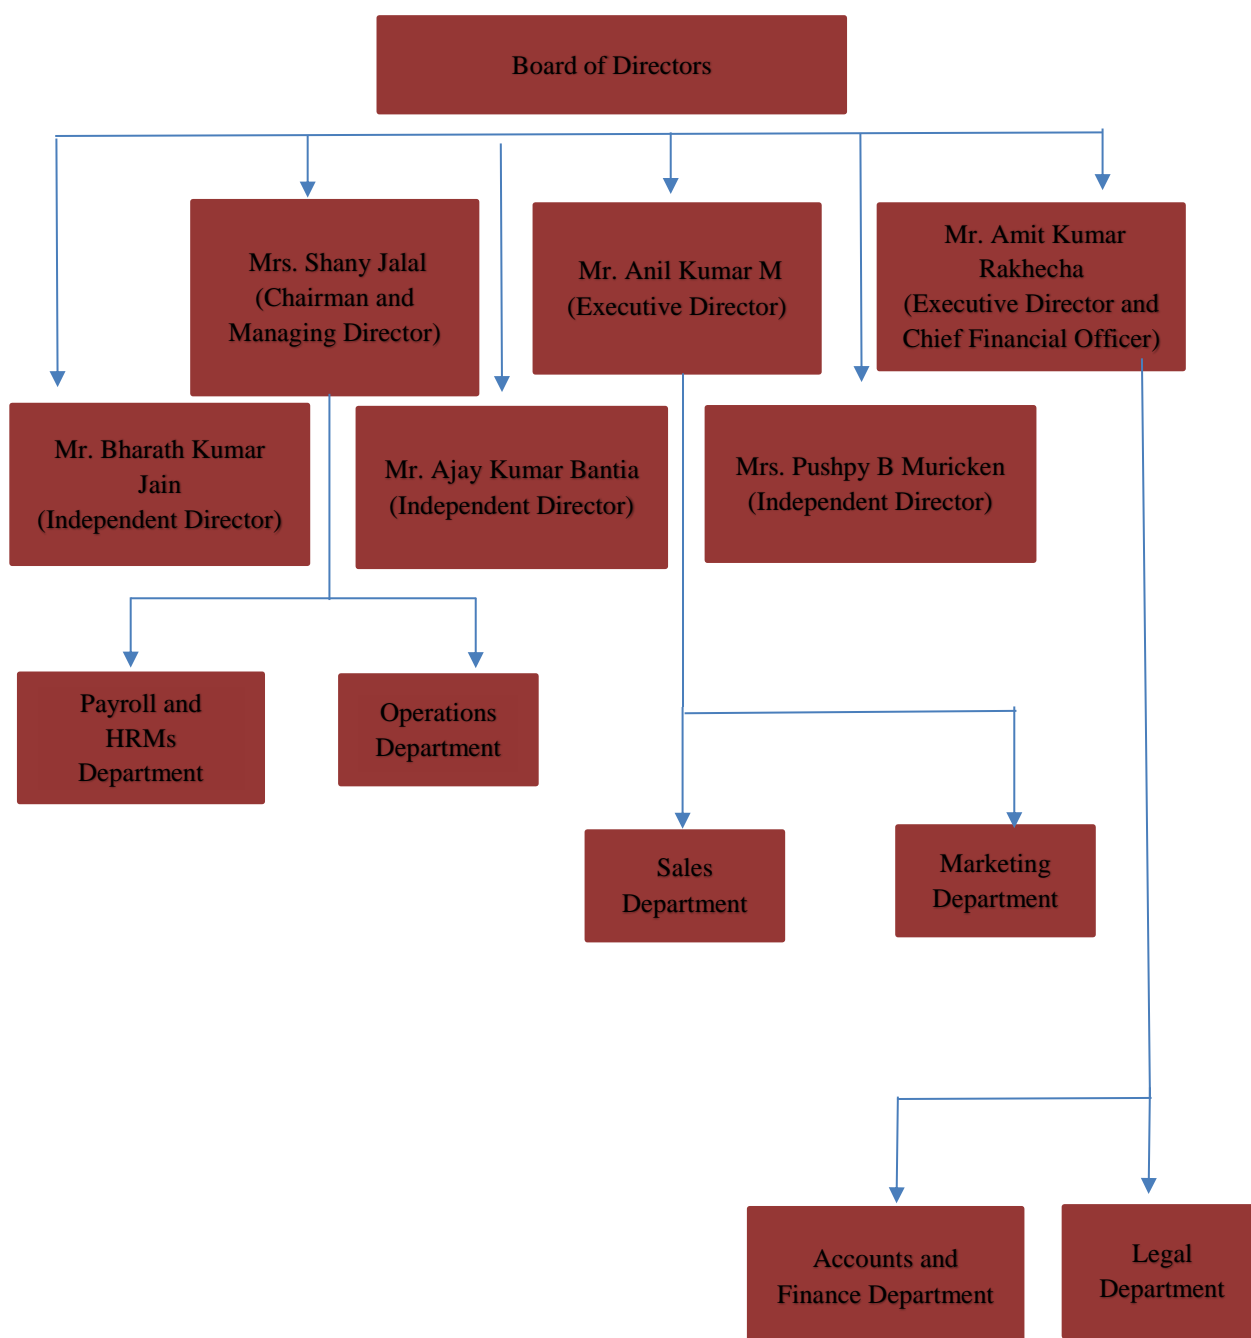 Board of Directors
Mrs. Shany Jalal
(Chairman and
Managing Director)
Mr. Anil Kumar M
(Executive Director)
Mr. Amit Kumar
Rakhecha
(Executive Director and
Chief Financial Officer)
Mr. Bharath Kumar
Jain
(Independent Director)
Mr. Ajay Kumar Bantia
(Independent Director)
Mrs. Pushpy B Muricken
(Independent Director)
Payroll and
HRMs
Department
Operations
Department
Sales
Department
Marketing
Department
Accounts and
Finance Department
Legal
Department